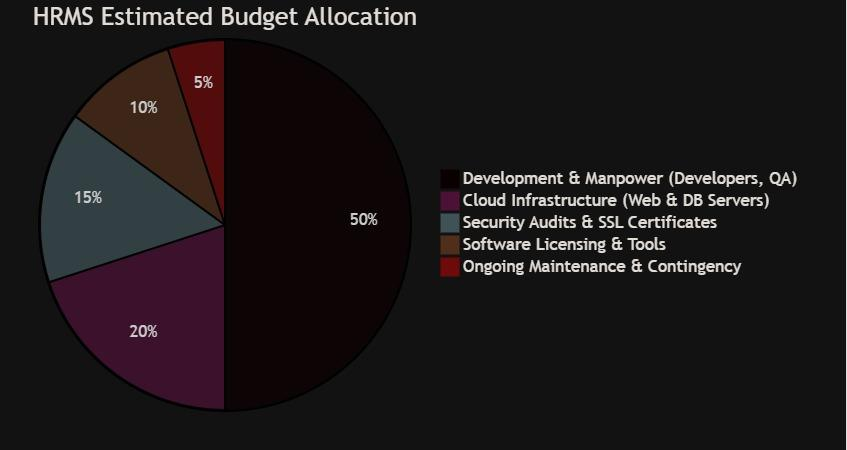 HRMS Estimated Budget Allocation
5%
10%
15%
50%
20%
Development & Manpower (Developers, QA)
Cloud Infrastructure (Web & DB Servers)
Security Audits & SSL Certificates
Software Licensing & Tools
Ongoing Maintenance & Contingency